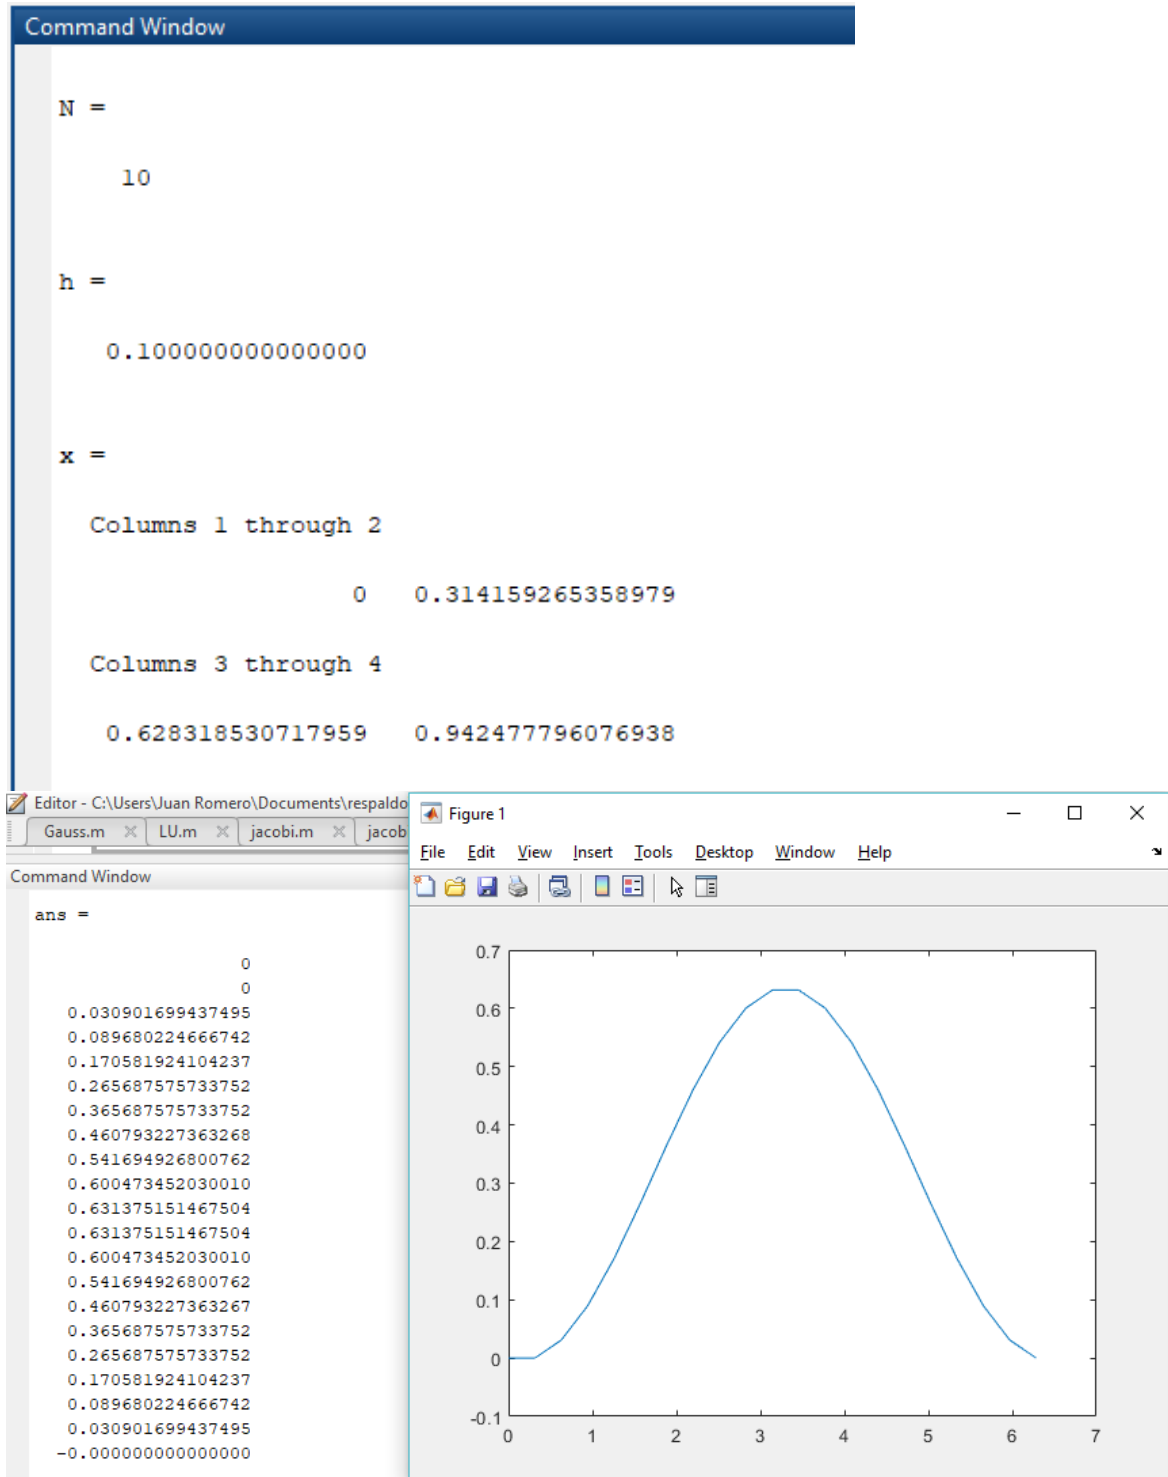 Command Window
N =
10
h =
0.100000000000000
x =
Columns 1 through 2
0 0.314159265358979
Columns 3 through 4
0.628318530717959 0.942477796076938
Editor - C:\Users\Juan Romero\Documents\respaldo
Gauss.m LU.m jacobi.m jacob
Command Window
ans =
0
0
0.030901699437495
0.089680224666742
0.170581924104237
0.265687575733752
0.365687575733752
0.460793227363268
0.541694926800762
0.600473452030010
0.631375151467504
0.631375151467504
0.600473452030010
0.541694926800762
0.460793227363267
0.365687575733752
0.265687575733752
0.170581924104237
0.089680224666742
0.030901699437495
-0.000000000000000
Figure 1
File Edit View Insert Tools Desktop Window Help
0.7
0.6
0.5
0.4
0.3
0.2
0.1
0
-0.1
0 1 2 3 4 5 6 7